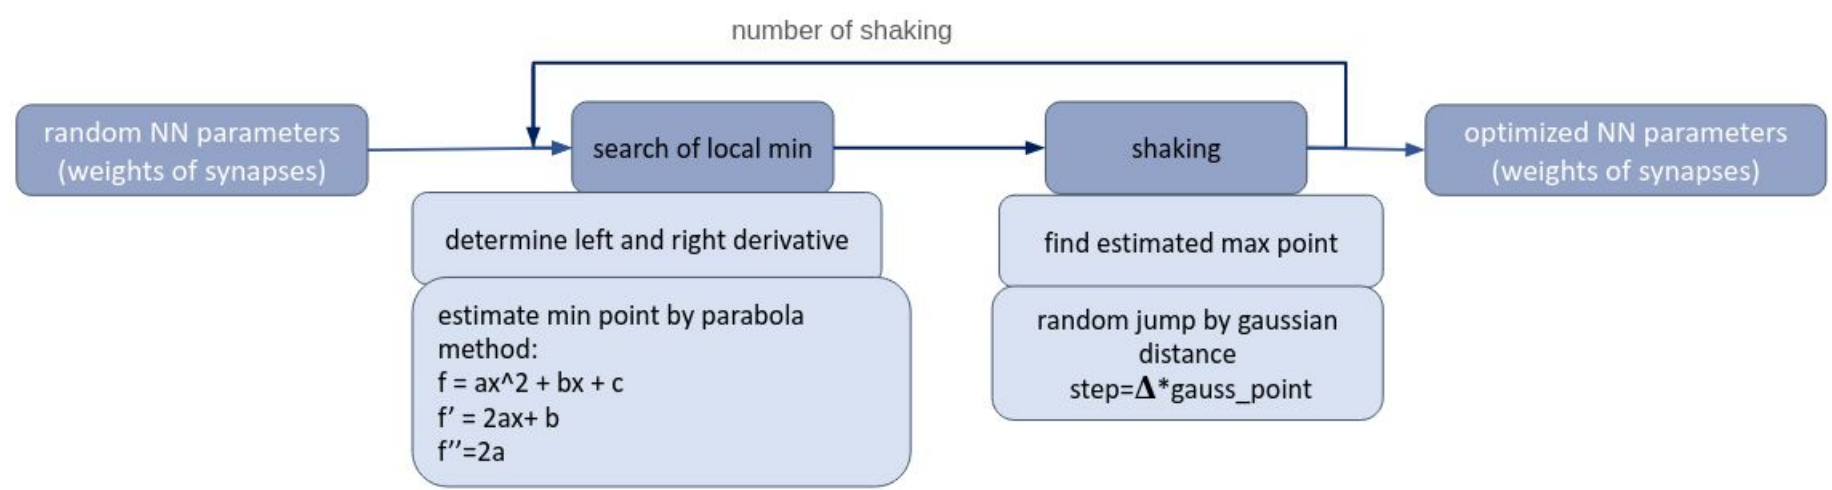 number of shaking
random NN parameters
(weights of synapses)
search of local min
shaking
optimized NN parameters
(weights of synapses)
determine left and right derivative
estimate min point by parabola
method:
f = ax^2 + bx + c
f’ = 2ax+ b
f’’=2a
find estimated max point
random jump by gaussian
distance
step=Δ*gauss_point